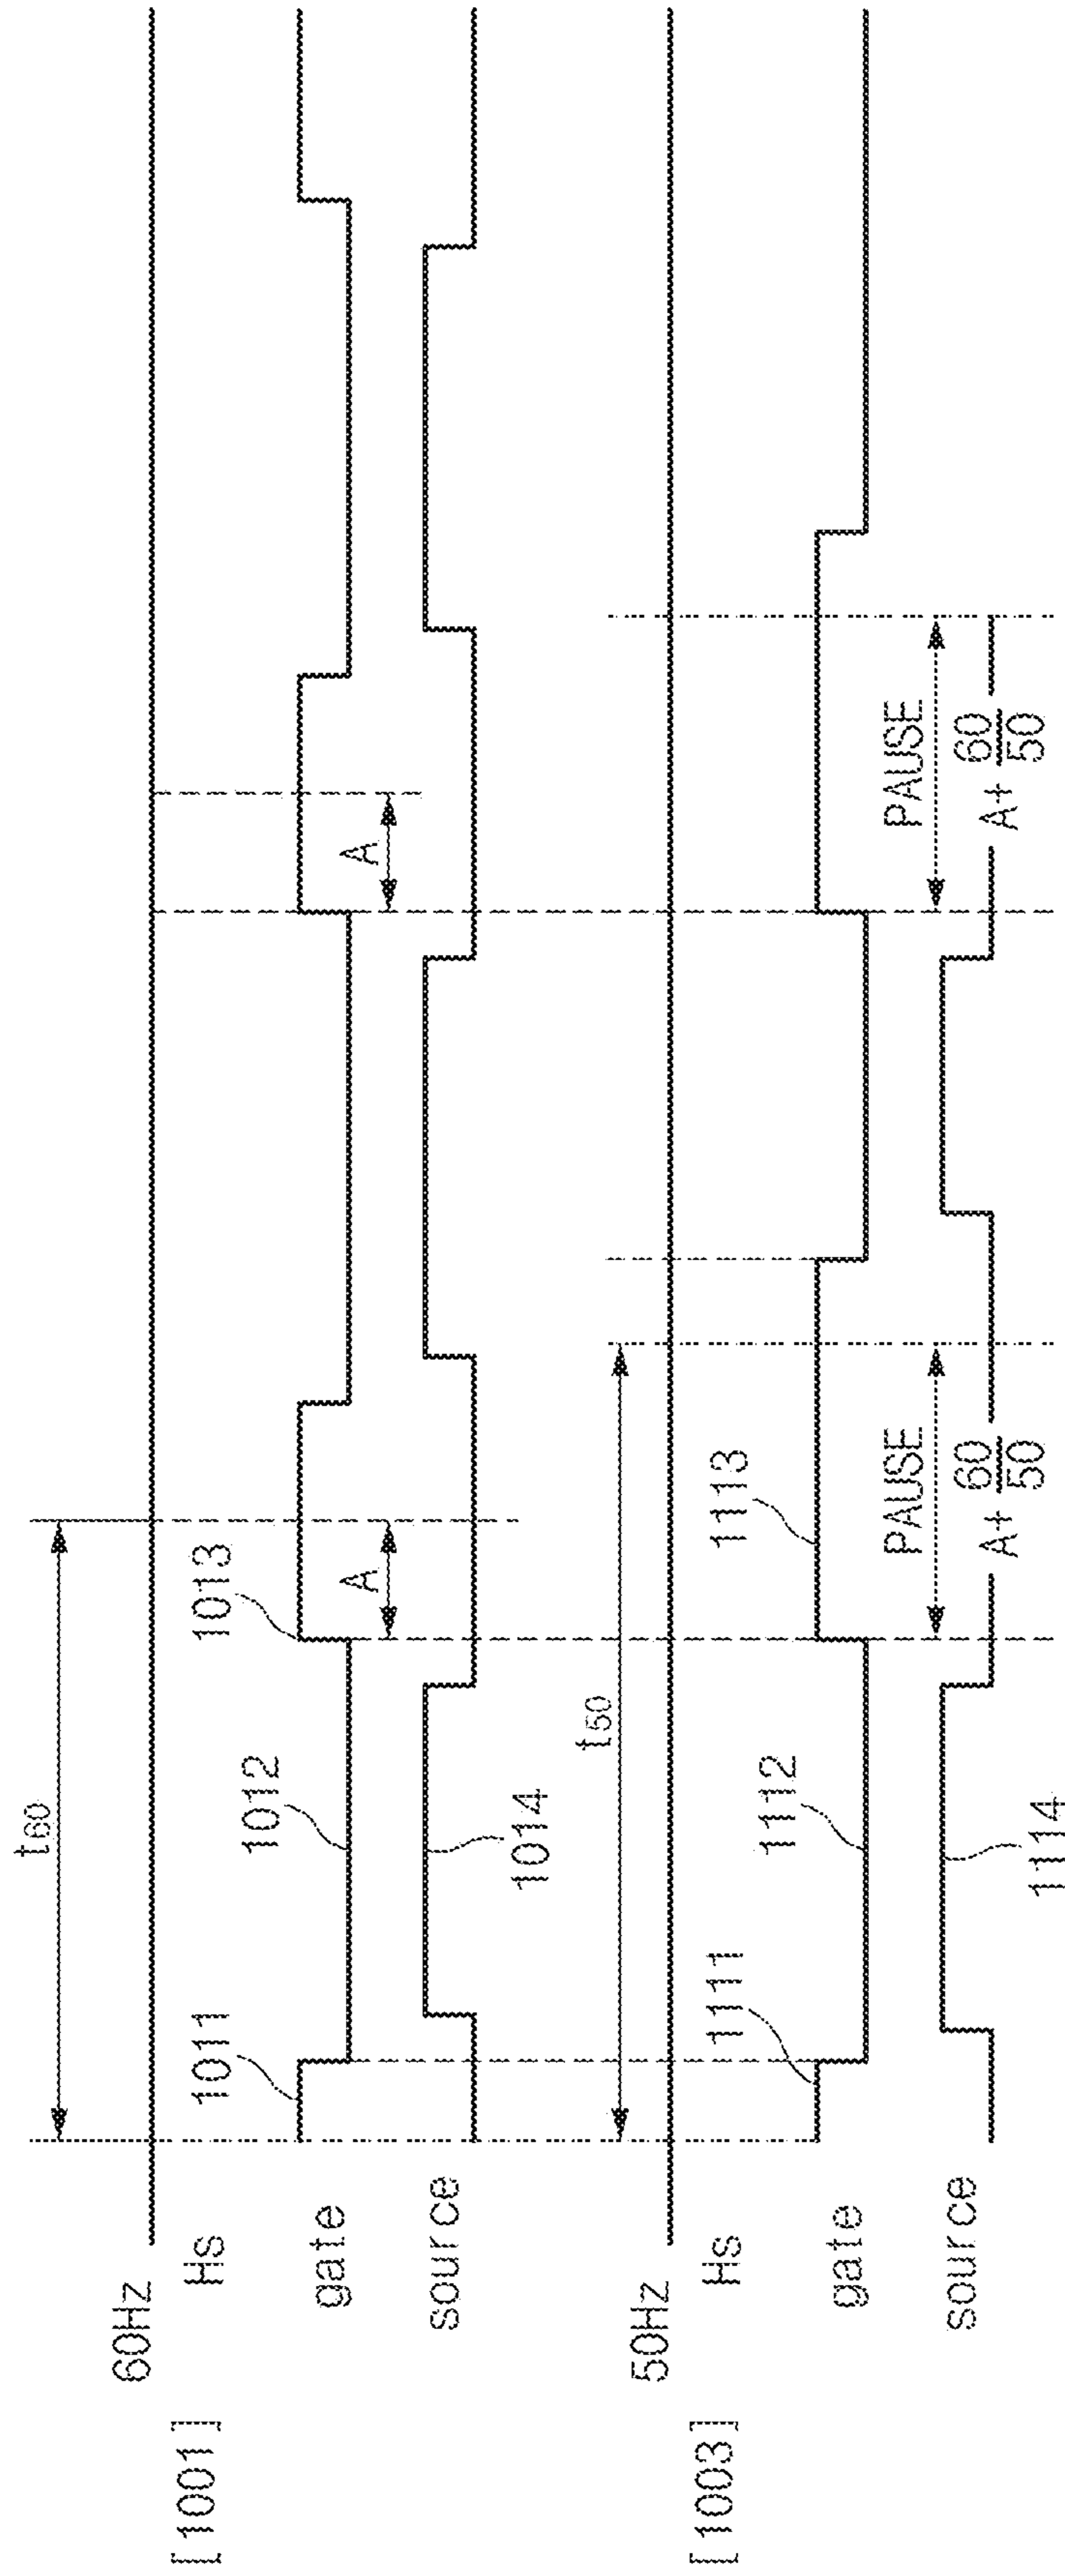 [1001]
60Hz
t60
Hs
1011
1013
gate
1012
A
A
source
1014
[1003]
50Hz
t50
Hs
1111
1113
gate
1112
PAUSE
PAUSE
source
A+ 60/50
A+ 60/50
1114